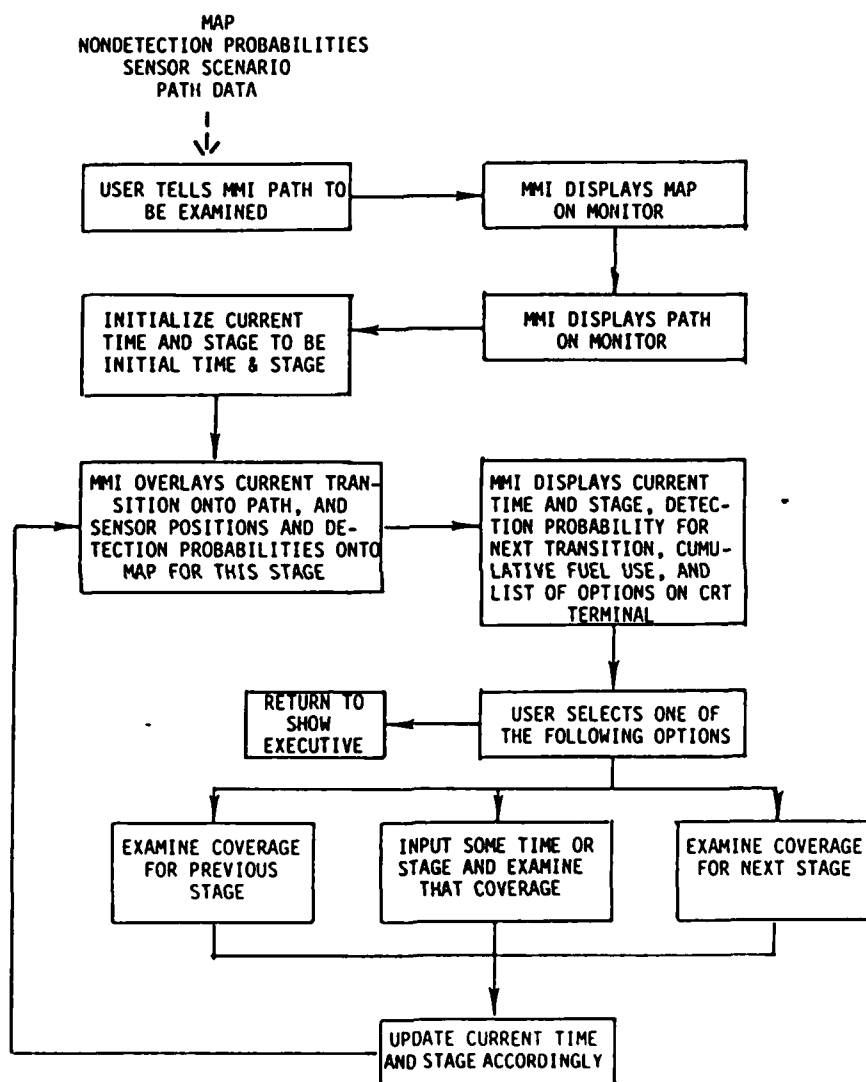 MAP
NONDETECTION PROBABILITIES
SENSOR SCENARIO
PATH DATA
USER TELLS MMI PATH TO
BE EXAMINED
MMI DISPLAYS MAP
ON MONITOR
INITIALIZE CURRENT
TIME AND STAGE TO BE
INITIAL TIME & STAGE
MMI DISPLAYS PATH
ON MONITOR
MMI OVERLAYS CURRENT TRAN-
SITION ONTO PATH, AND
SENSOR POSITIONS AND DE-
TECTION PROBABILITIES ONTO
MAP FOR THIS STAGE
MMI DISPLAYS CURRENT
TIME AND STAGE, DETEC-
TION PROBABILITY FOR
NEXT TRANSITION, CUMU-
LATIVE FUEL USE, AND
LIST OF OPTIONS ON CRT
TERMINAL
RETURN TO
SHOW
EXECUTIVE
USER SELECTS ONE OF
THE FOLLOWING OPTIONS
EXAMINE COVERAGE
FOR PREVIOUS
STAGE
INPUT SOME TIME OR
STAGE AND EXAMINE
THAT COVERAGE
EXAMINE COVERAGE
FOR NEXT STAGE
UPDATE CURRENT TIME
AND STAGE ACCORDINGLY